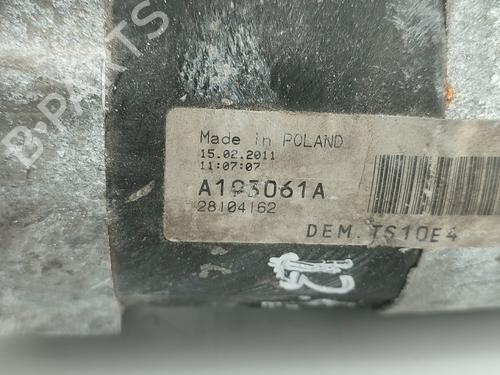 B-PARTS
Made in POLAND
15.02.2011
11:07:07
A193061A
28104162
DEM. TS10E4